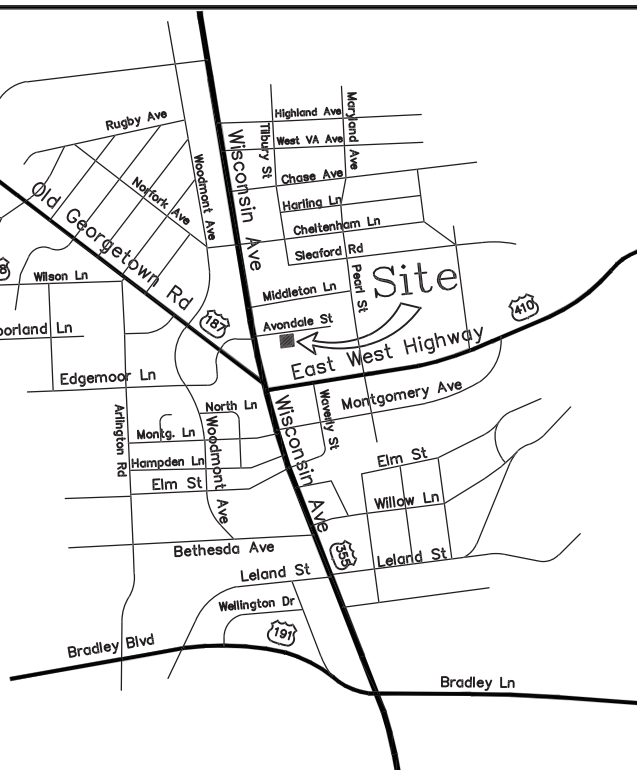 Highland Ave
Maryland Ave
Rugby Ave
Tilbury St
West VA Ave
Wisconsin Ave
Woodmont Ave
Chase Ave
Norfork Ave
Old Georgetown Rd
Harling Ln
Cheltenham Ln
Sleaford Rd
8
Wilson Ln
Pearl St
Site
Middleton Ln
410
187
Avondale St
oorland Ln
East West Highway
Edgemoor Ln
Montgomery Ave
Waverly St
North Ln
Wisconsin Ave
Arlington Rd
Woodmont Ave
Montg. Ln
Hampden Ln
Elm St
Elm St
Willow Ln
Bethesda Ave
355
Leland St
Leland St
Wellington Dr
191
Bradley Blvd
Bradley Ln